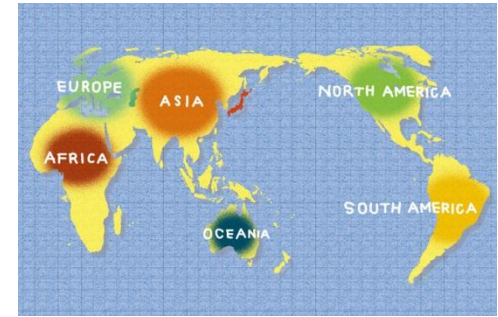 EUROPE
ASIA
NORTH AMERICA
AFRICA
SOUTH AMERICA
OCEANIA